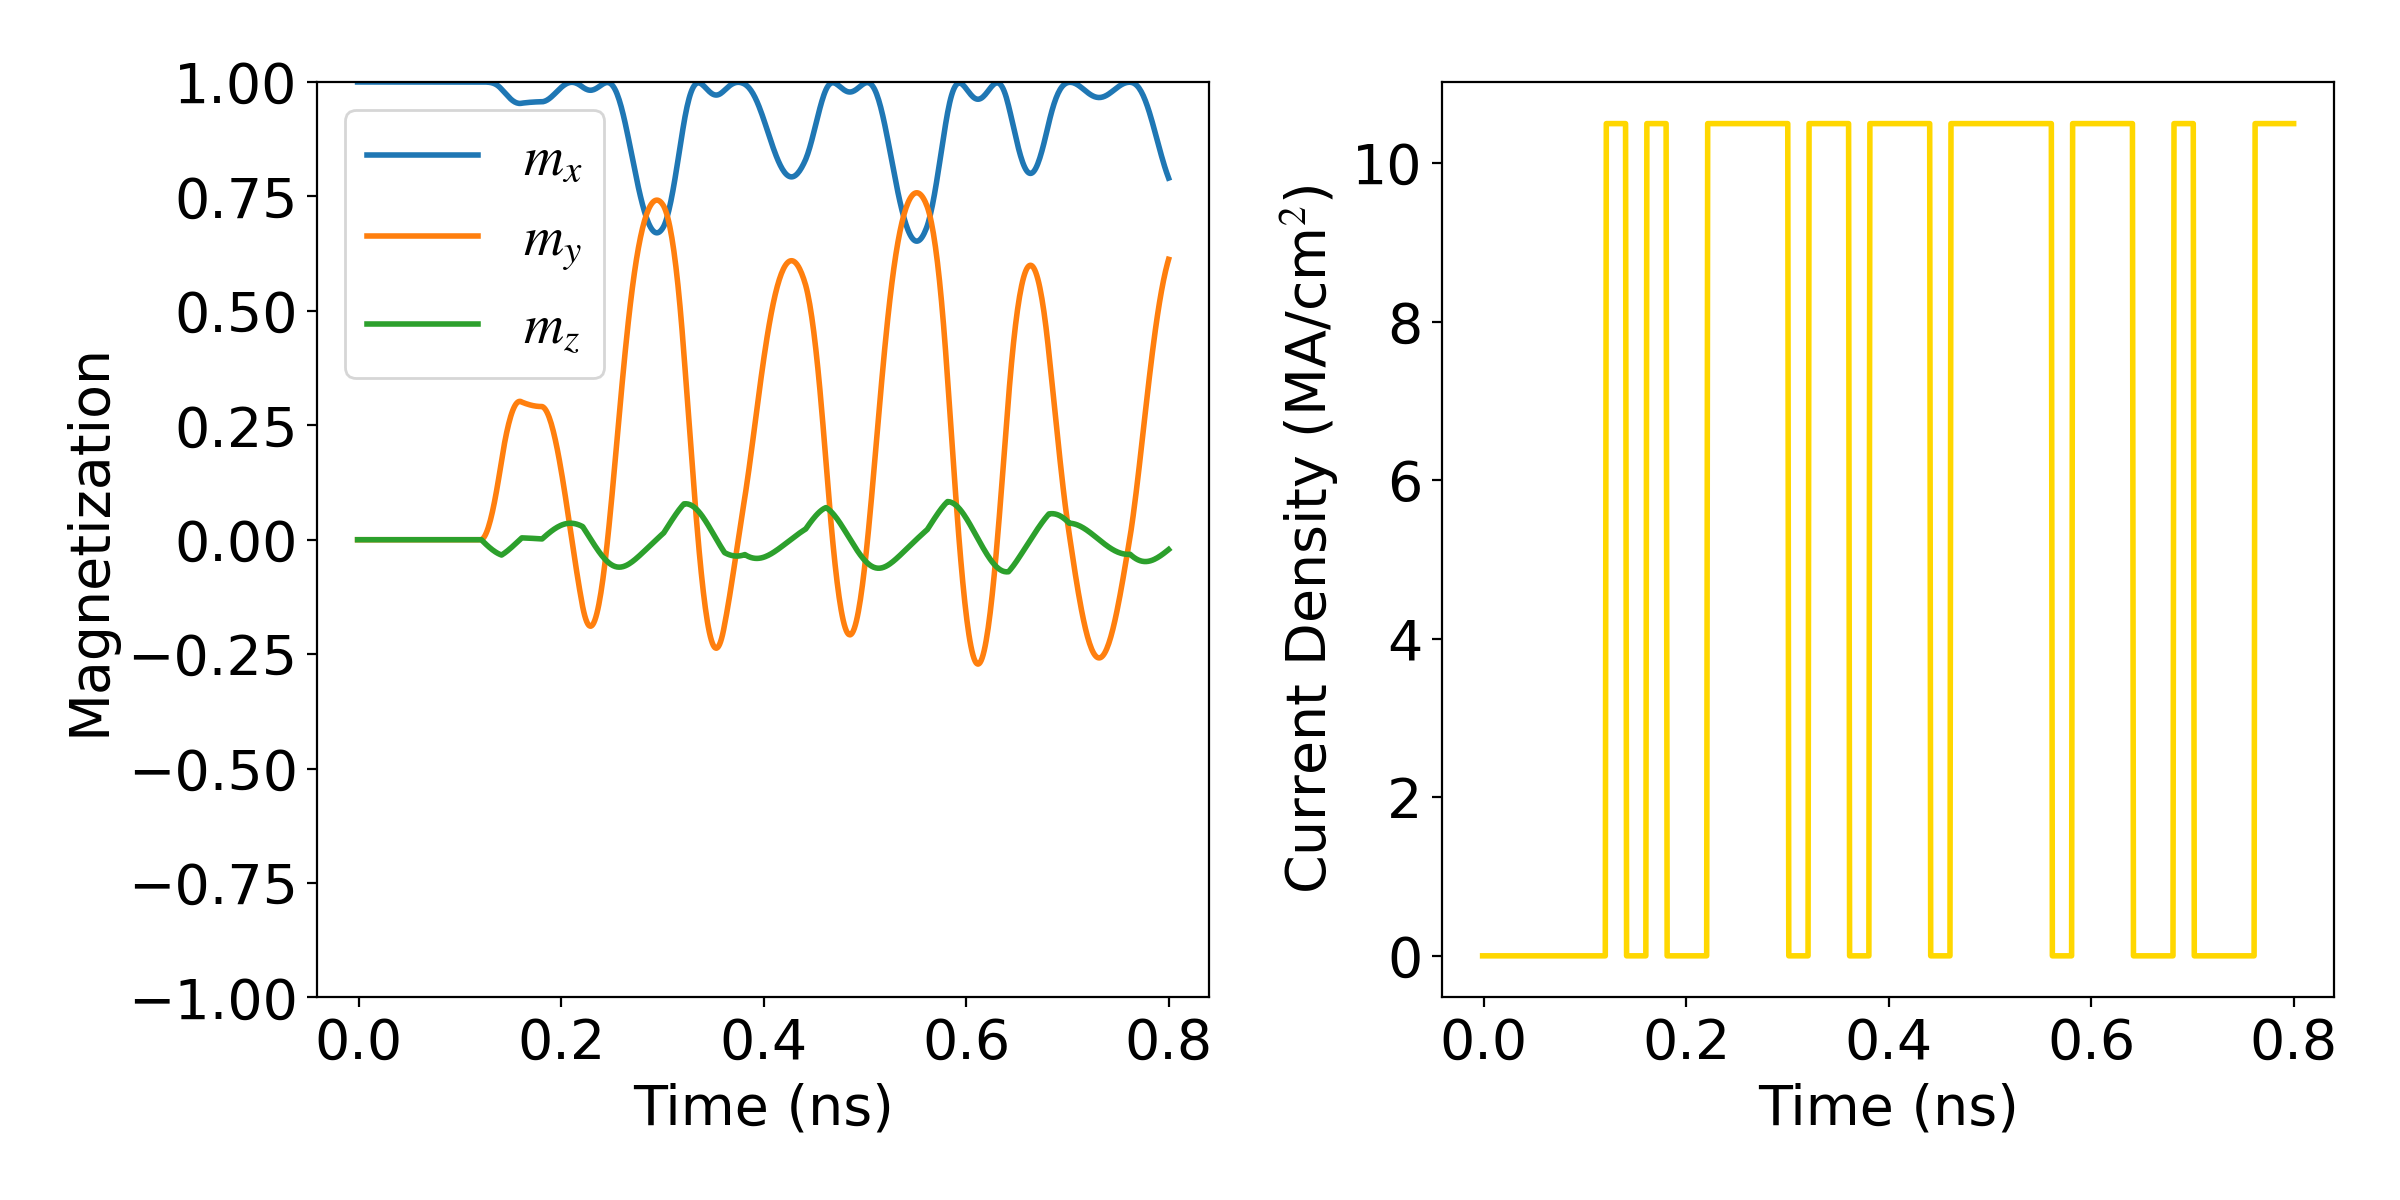 1.00
0.75
0.50
0.25
0.00
−0.25
−0.50
−0.75
−1.00
Magnetization
m_x
m_y
m_z
0.0 0.2 0.4 0.6 0.8
Time (ns)
10
8
6
4
2
0
Current Density (MA/cm²)
0.0 0.2 0.4 0.6 0.8
Time (ns)